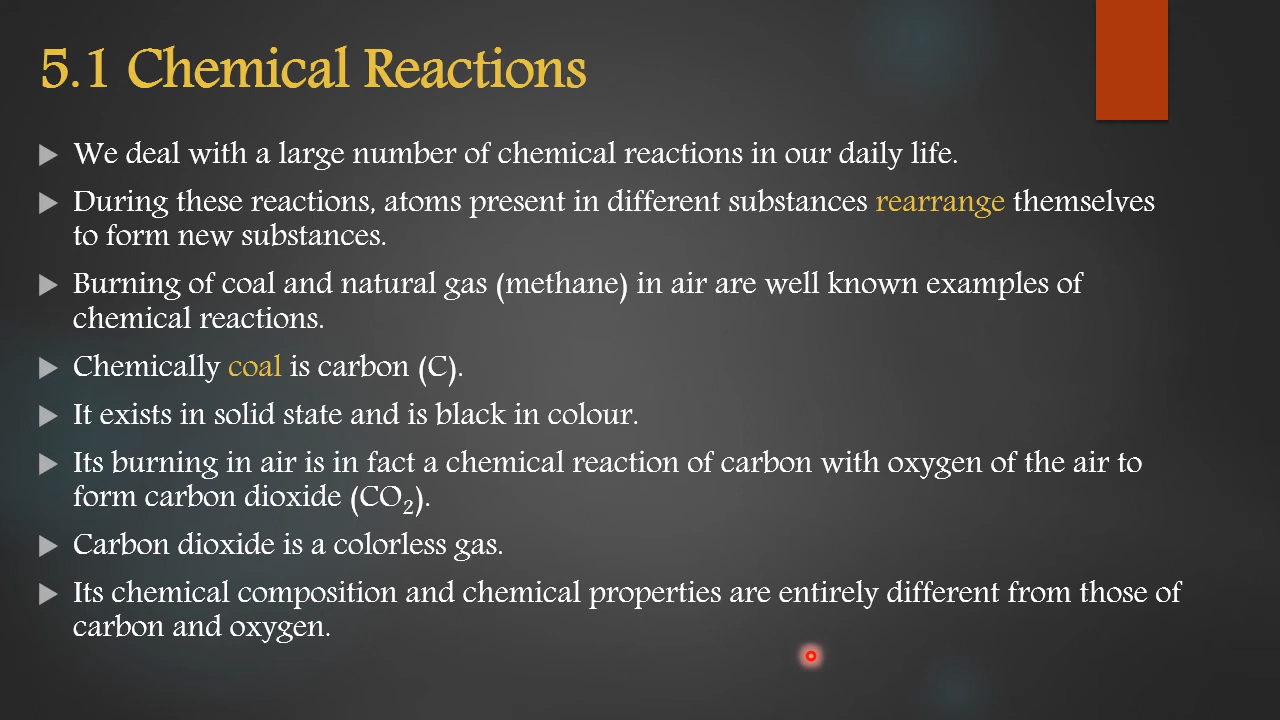 5.1 Chemical Reactions
We deal with a large number of chemical reactions in our daily life.
During these reactions, atoms present in different substances rearrange themselves
to form new substances.
Burning of coal and natural gas (methane) in air are well known examples of
chemical reactions.
Chemically coal is carbon (C).
It exists in solid state and is black in colour.
Its burning in air is in fact a chemical reaction of carbon with oxygen of the air to
form carbon dioxide (CO₂).
Carbon dioxide is a colorless gas.
Its chemical composition and chemical properties are entirely different from those of
carbon and oxygen.